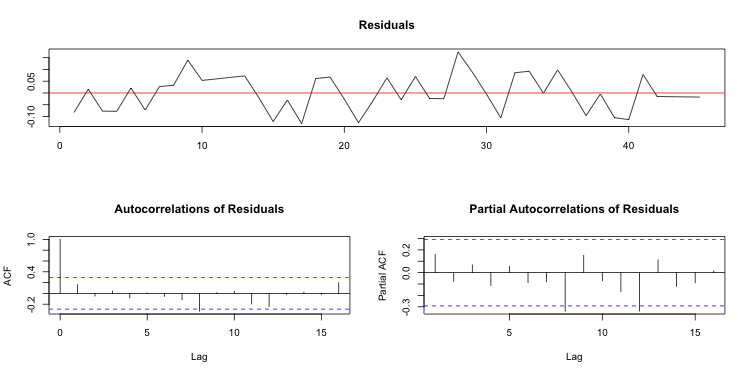 Residuals
0.05
-0.10
0 10 20 30 40
Autocorrelations of Residuals
ACF
1.0
0.4
-0.2
0 5 10 15
Lag
Partial Autocorrelations of Residuals
Partial ACF
0.2
0.0
-0.3
5 10 15
Lag